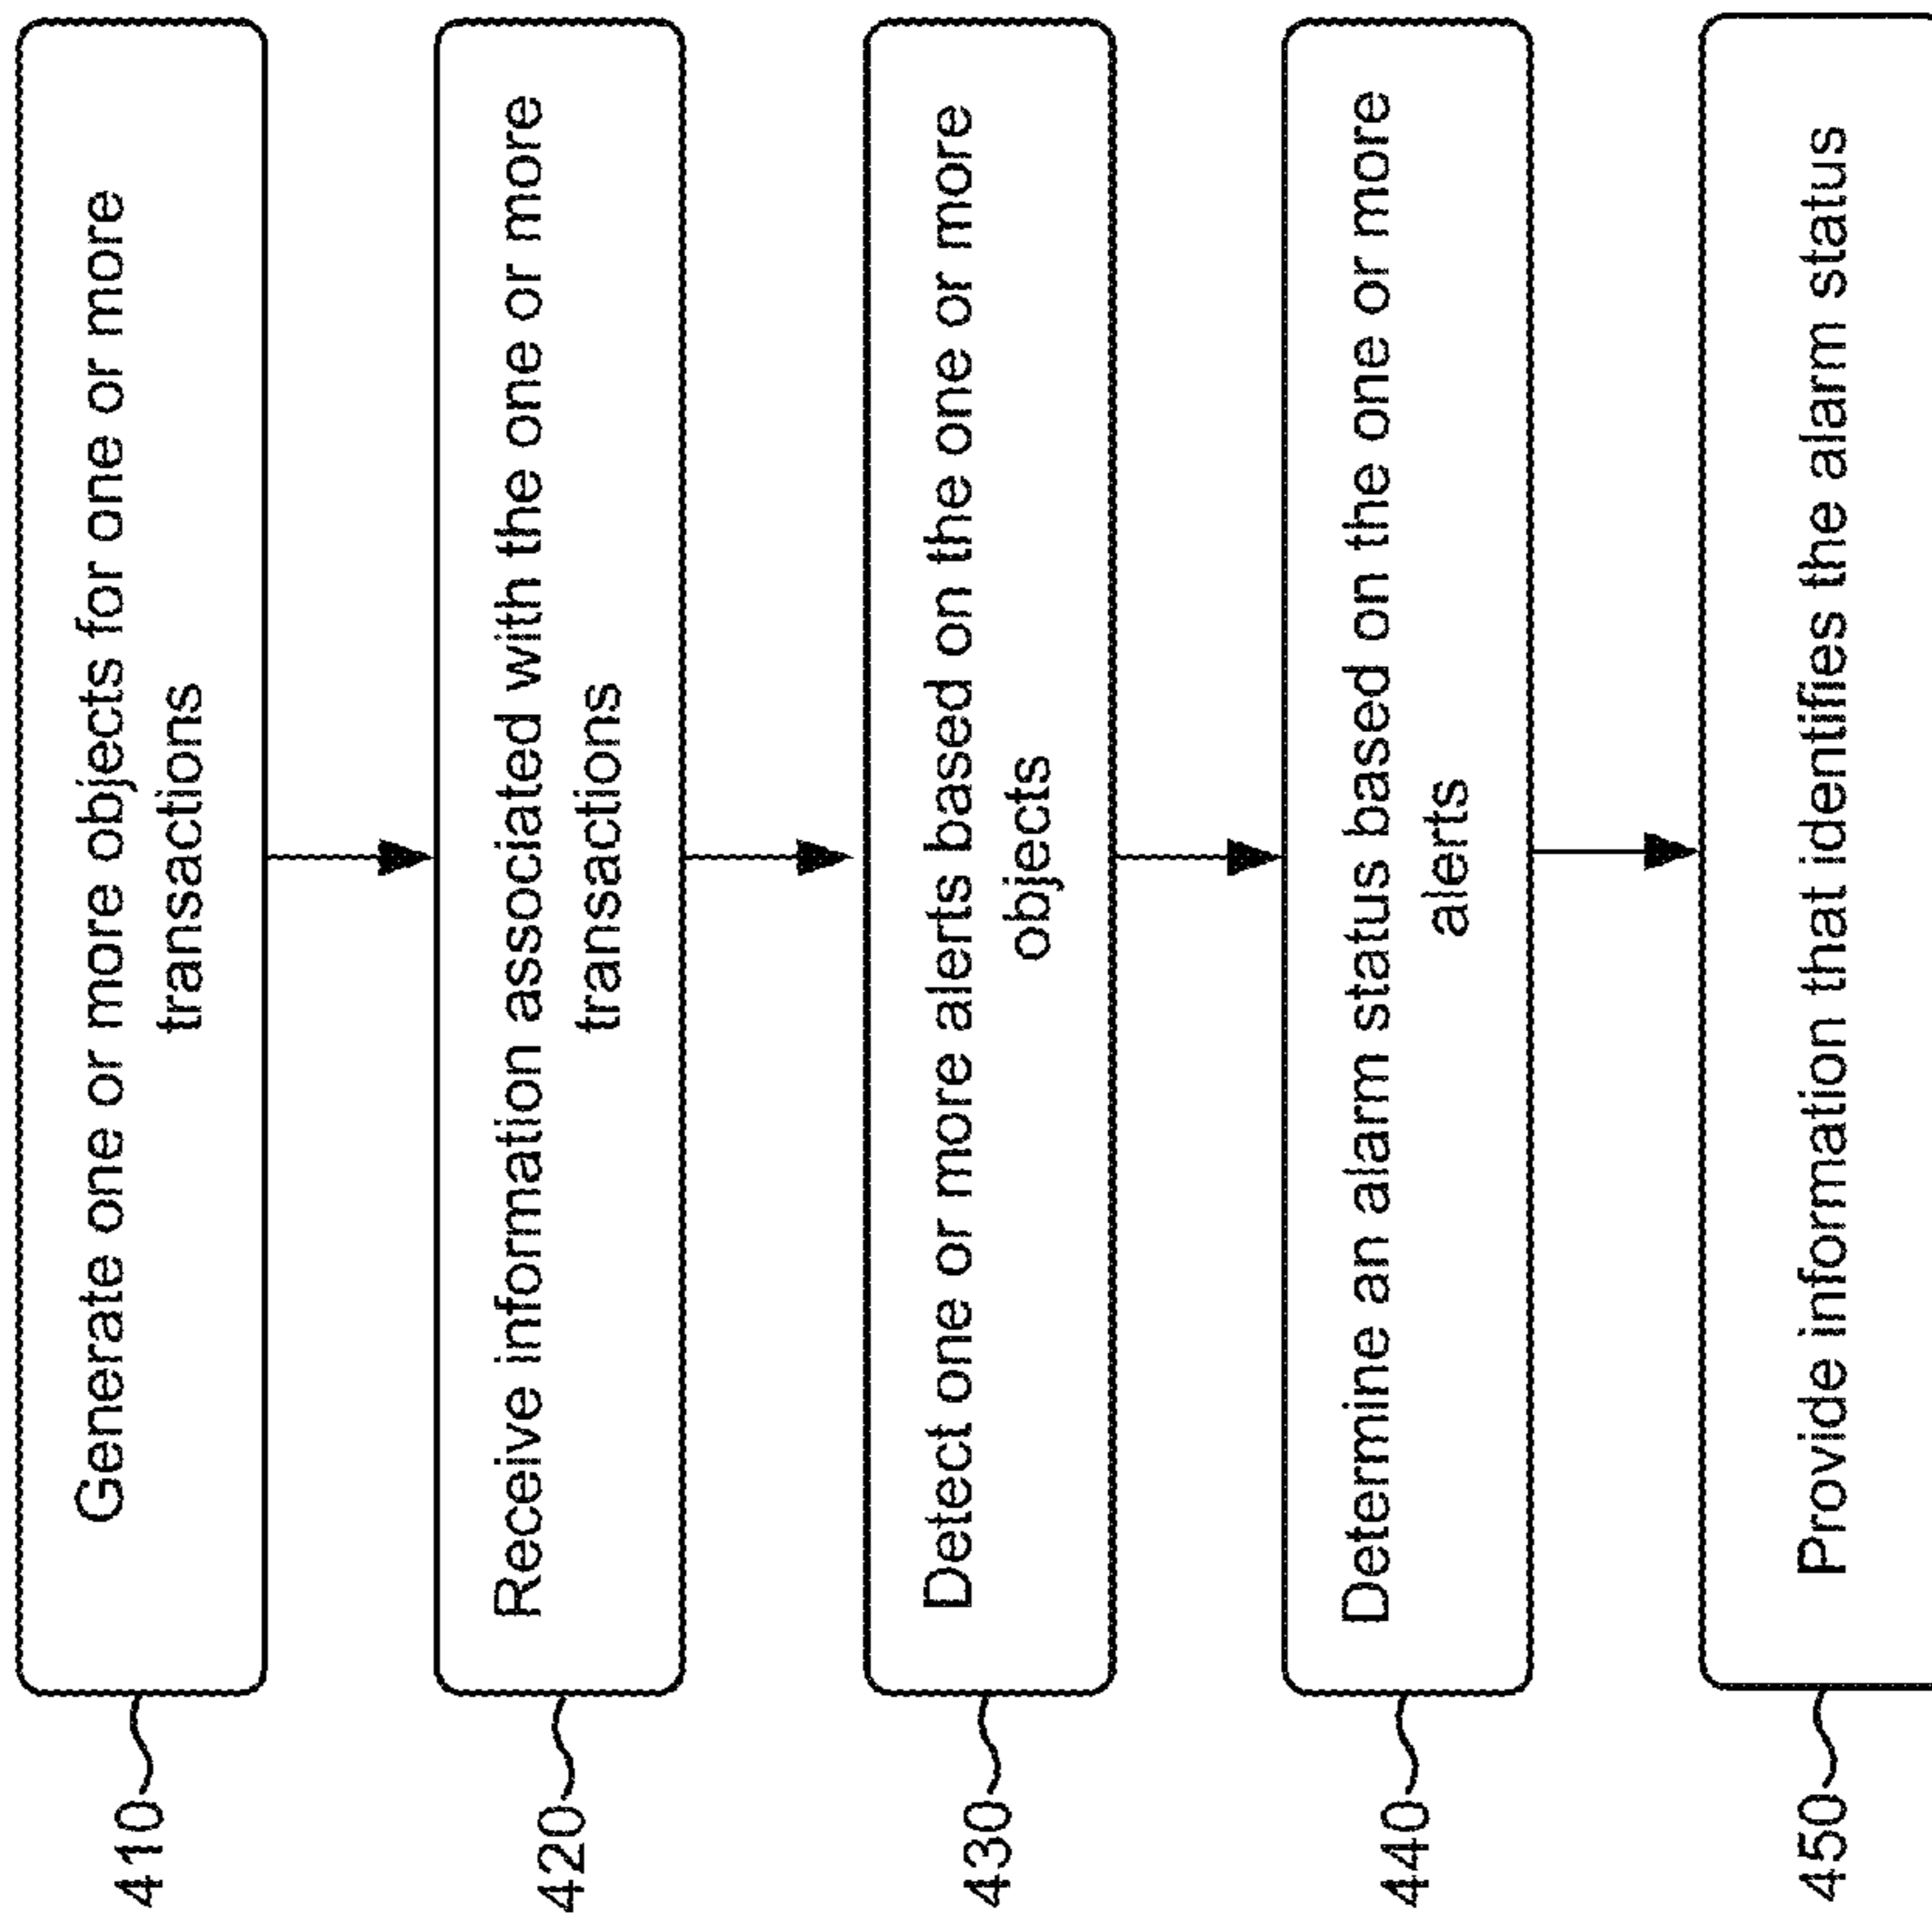 410
Generate one or more objects for one or more
transactions
420
Receive information associated with the one or more
transactions
430
Detect one or more alerts based on the one or more
objects
440
Determine an alarm status based on the one or more
alerts
450
Provide information that identifies the alarm status